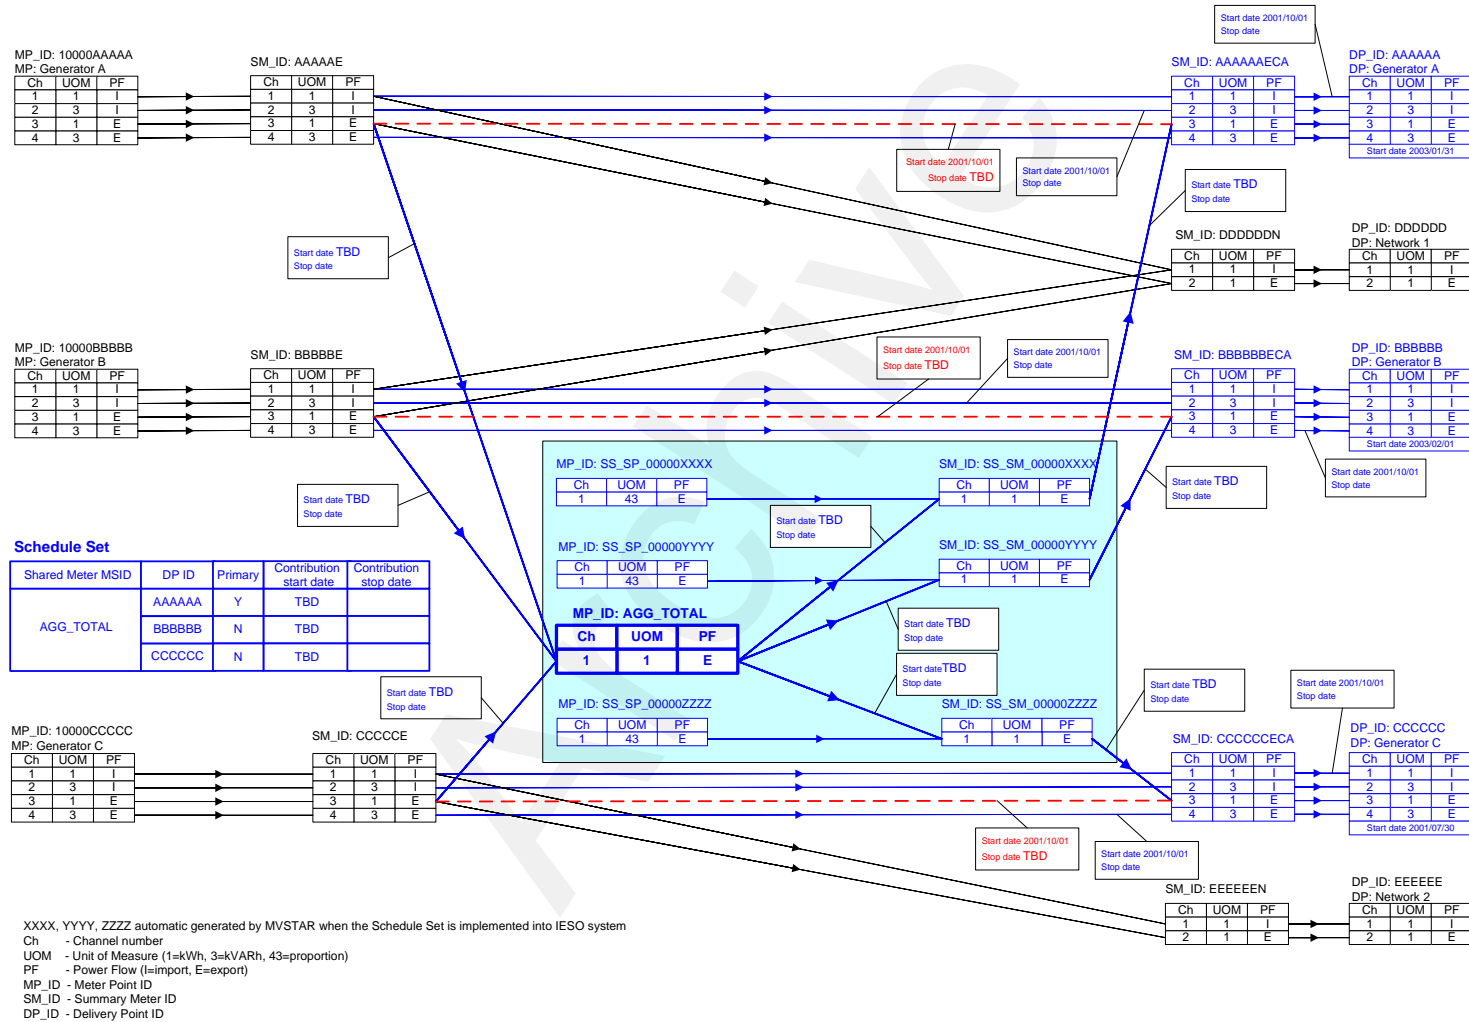 Start date 2001/10/01
Stop date
MP_ID: 10000AAAAA
MP: Generator A
Ch UOM PF
1 1 I
2 3 I
3 1 E
4 3 E
SM_ID: AAAAAE
Ch UOM PF
1 1 I
2 3 I
3 1 E
4 3 E
SM_ID: AAAAAAECA
Ch UOM PF
1 1 I
2 3 I
3 1 E
4 3 E
DP_ID: AAAAAA
DP: Generator A
Ch UOM PF
1 1 I
2 3 I
3 1 E
4 3 E
Start date 2003/01/31
Start date 2001/10/01
Stop date TBD
Start date 2001/10/01
Stop date
Start date TBD
Stop date
Start date TBD
Stop date
SM_ID: DDDDDDN
Ch UOM PF
1 1 I
2 1 E
DP_ID: DDDDDD
DP: Network 1
Ch UOM PF
1 1 I
2 1 E
MP_ID: 10000BBBBB
MP: Generator B
Ch UOM PF
1 1 I
2 3 I
3 1 E
4 3 E
SM_ID: BBBBBE
Ch UOM PF
1 1 I
2 3 I
3 1 E
4 3 E
Start date 2001/10/01
Stop date TBD
Start date 2001/10/01
Stop date
SM_ID: BBBBBBECA
Ch UOM PF
1 1 I
2 3 I
3 1 E
4 3 E
DP_ID: BBBBBB
DP: Generator B
Ch UOM PF
1 1 I
2 3 I
3 1 E
4 3 E
Start date 2003/02/01
Start date 2001/10/01
Stop date
Start date TBD
Stop date
Start date TBD
Stop date
MP_ID: SS_SP_00000XXXX
Ch UOM PF
1 43 E
SM_ID: SS_SM_00000XXXX
Ch UOM PF
1 1 E
Start date TBD
Stop date
MP_ID: SS_SP_00000YYYY
Ch UOM PF
1 43 E
SM_ID: SS_SM_00000YYYY
Ch UOM PF
1 1 E
Schedule Set
Shared Meter MSID DP ID Primary Contribution start date Contribution stop date
AGG_TOTAL
AAAAAA Y TBD
BBBBBB N TBD
CCCCCC N TBD
MP_ID: AGG_TOTAL
Ch UOM PF
1 1 E
Start date TBD
Stop date
Start date TBD
Stop date
Start date TBD
Stop date
MP_ID: SS_SP_00000ZZZZ
Ch UOM PF
1 43 E
SM_ID: SS_SM_00000ZZZZ
Ch UOM PF
1 1 E
Start date TBD
Stop date
Start date 2001/10/01
Stop date
MP_ID: 10000CCCCC
MP: Generator C
Ch UOM PF
1 1 I
2 3 I
3 1 E
4 3 E
SM_ID: CCCCCE
Ch UOM PF
1 1 I
2 3 I
3 1 E
4 3 E
SM_ID: CCCCCCECA
Ch UOM PF
1 1 I
2 3 I
3 1 E
4 3 E
DP_ID: CCCCCC
DP: Generator C
Ch UOM PF
1 1 I
2 3 I
3 1 E
4 3 E
Start date 2001/07/30
Start date 2001/10/01
Stop date TBD
Start date 2001/10/01
Stop date
SM_ID: EEEEEEN
Ch UOM PF
1 1 I
2 1 E
DP_ID: EEEEEE
DP: Network 2
Ch UOM PF
1 1 I
2 1 E
XXXX, YYYY, ZZZZ automatic generated by MVSTAR when the Schedule Set is implemented into IESO system
Ch - Channel number
UOM - Unit of Measure (1=kWh, 3=kVARh, 43=proportion)
PF - Power Flow (I=import, E=export)
MP_ID - Meter Point ID
SM_ID - Summary Meter ID
DP_ID - Delivery Point ID
Archive